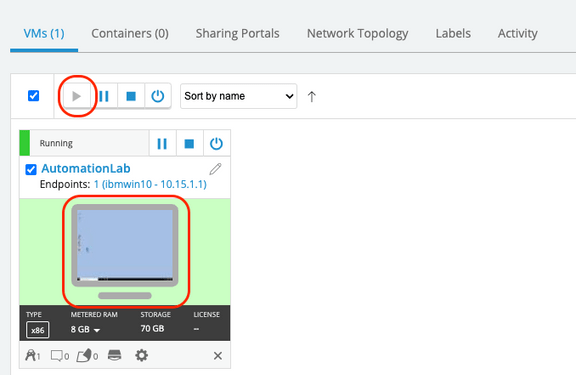 VMs (1) Containers (0) Sharing Portals Network Topology Labels Activity
Sort by name
Running
AutomationLab
Endpoints: 1 (ibmwin10 - 10.15.1.1)
TYPE METERED RAM STORAGE LICENSE
x86 8 GB 70 GB --
1 0 0